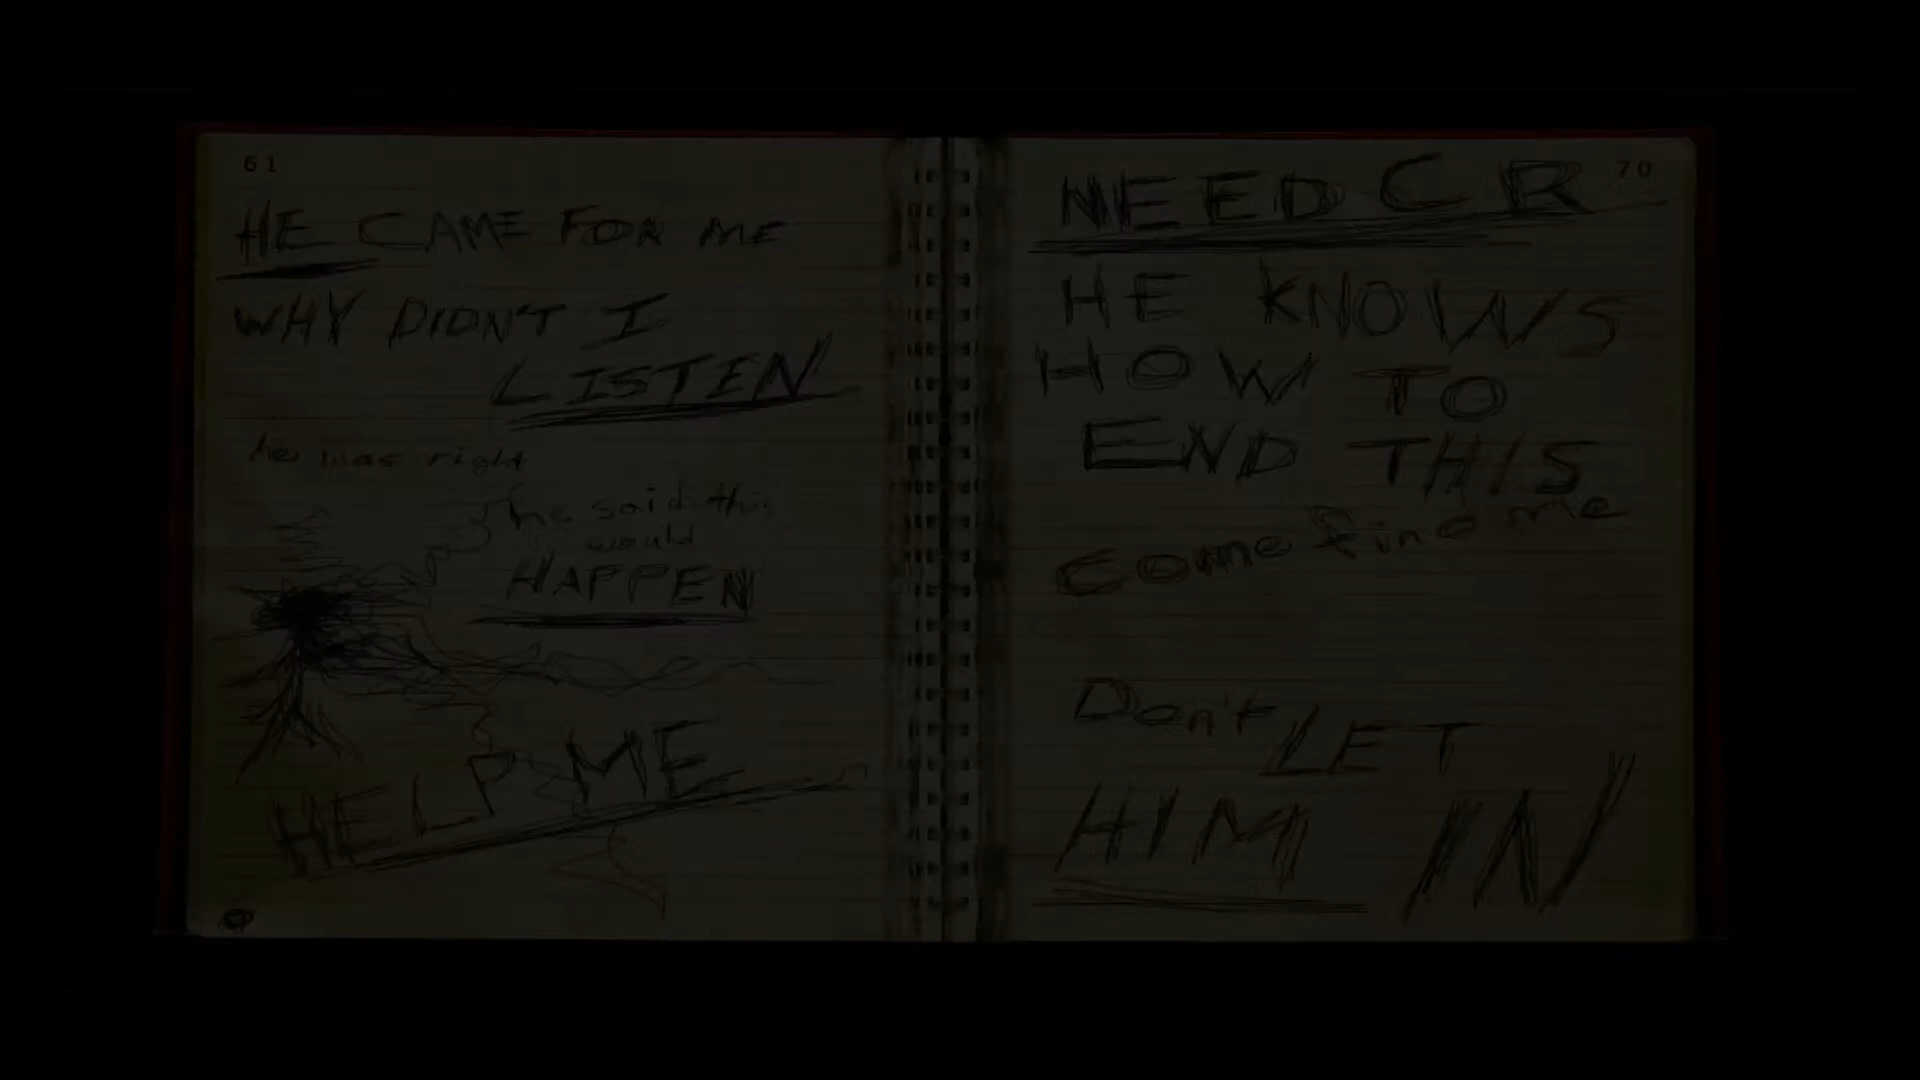 61
HE CAME FOR ME
WHY DIDN'T I
LISTEN
he was right
he said this
would
HAPPEN
HELP ME
70
NEED CR
HE KNOWS
HOW TO
END THIS
come find me
Don't LET
HIM IN